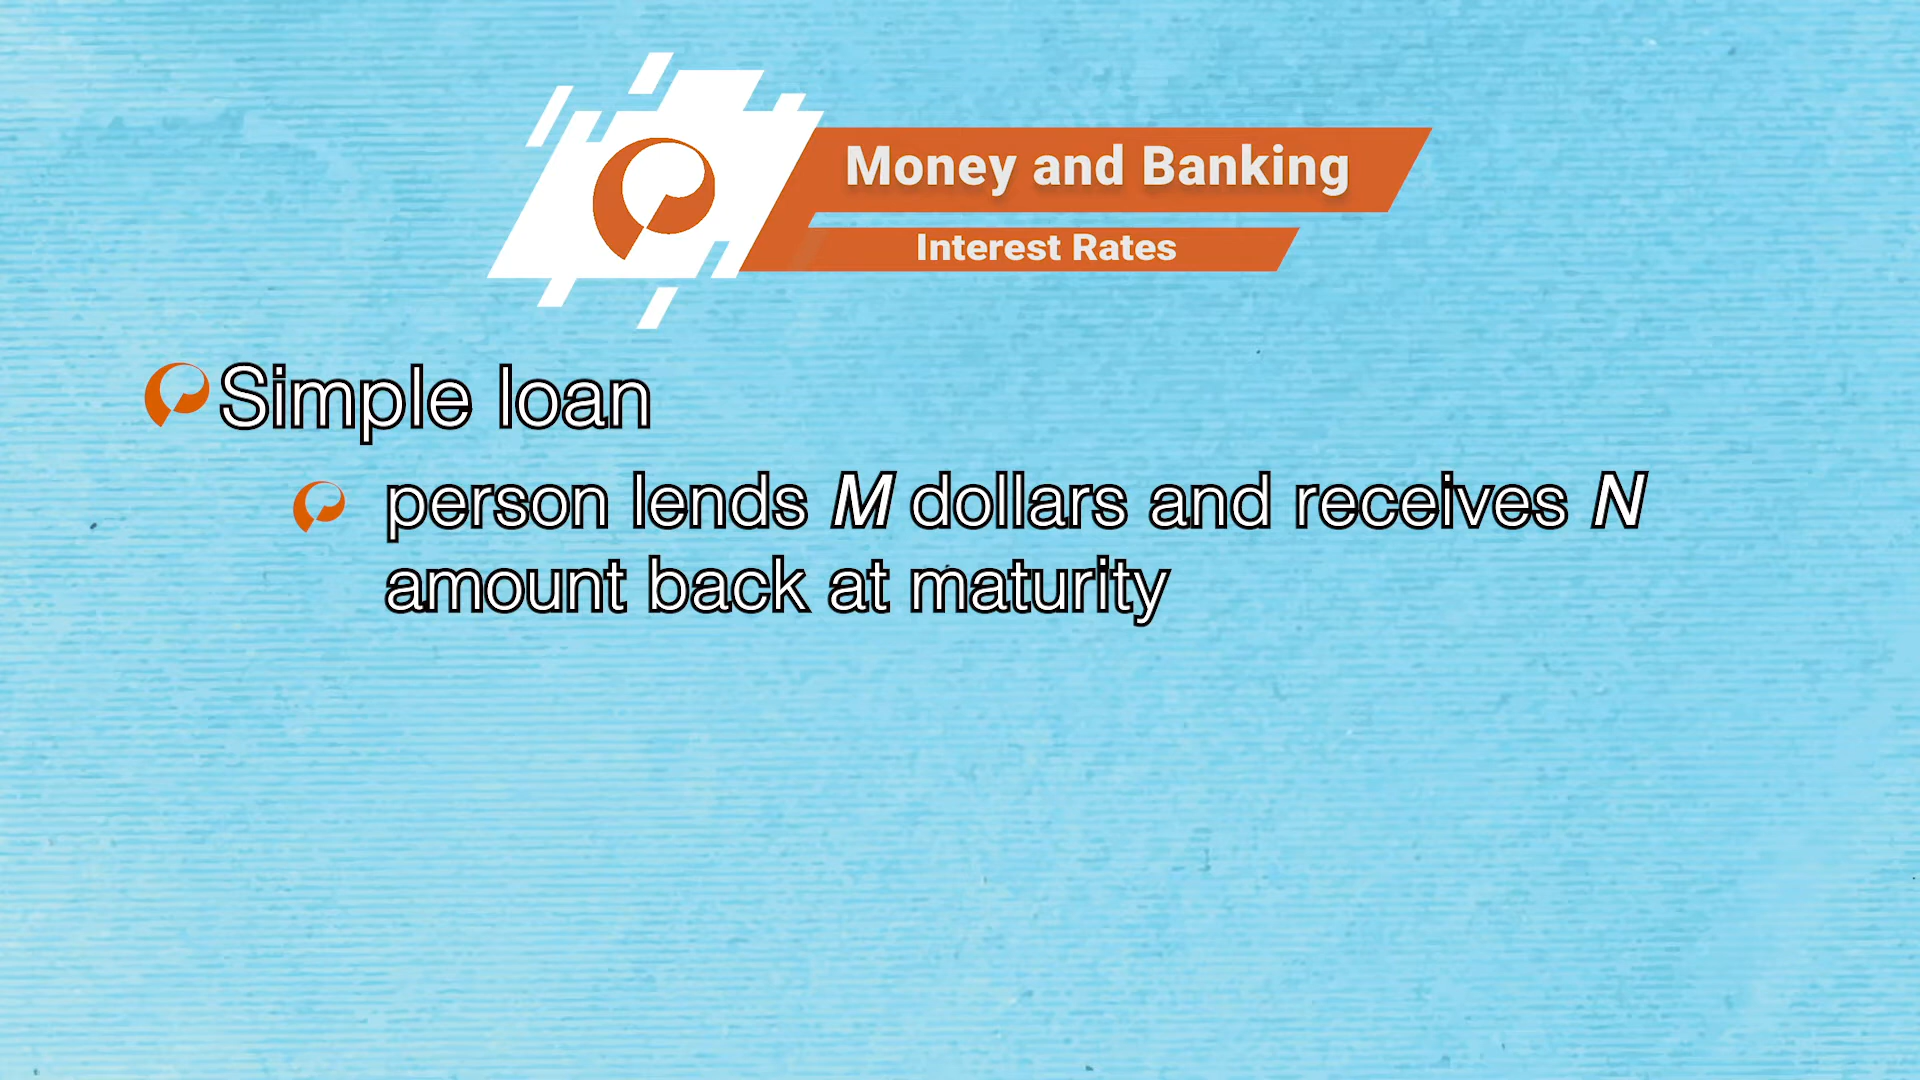 Money and Banking
Interest Rates
Simple loan
person lends M dollars and receives N
amount back at maturity